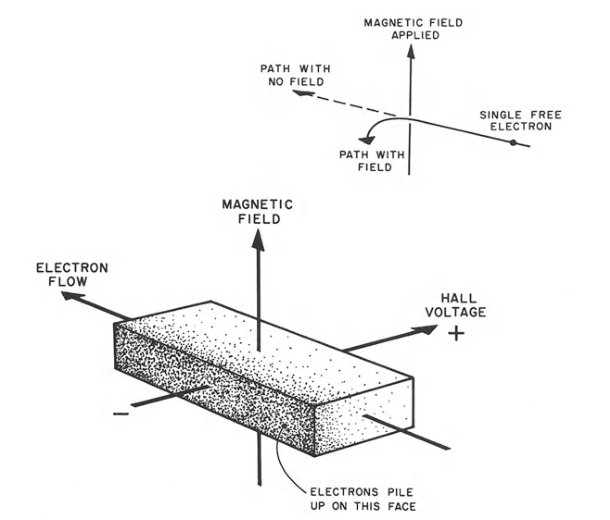 MAGNETIC FIELD
APPLIED
PATH WITH
NO FIELD
SINGLE FREE
ELECTRON
PATH WITH
FIELD
MAGNETIC
FIELD
ELECTRON
FLOW
HALL
VOLTAGE
+
–
ELECTRONS PILE
UP ON THIS FACE